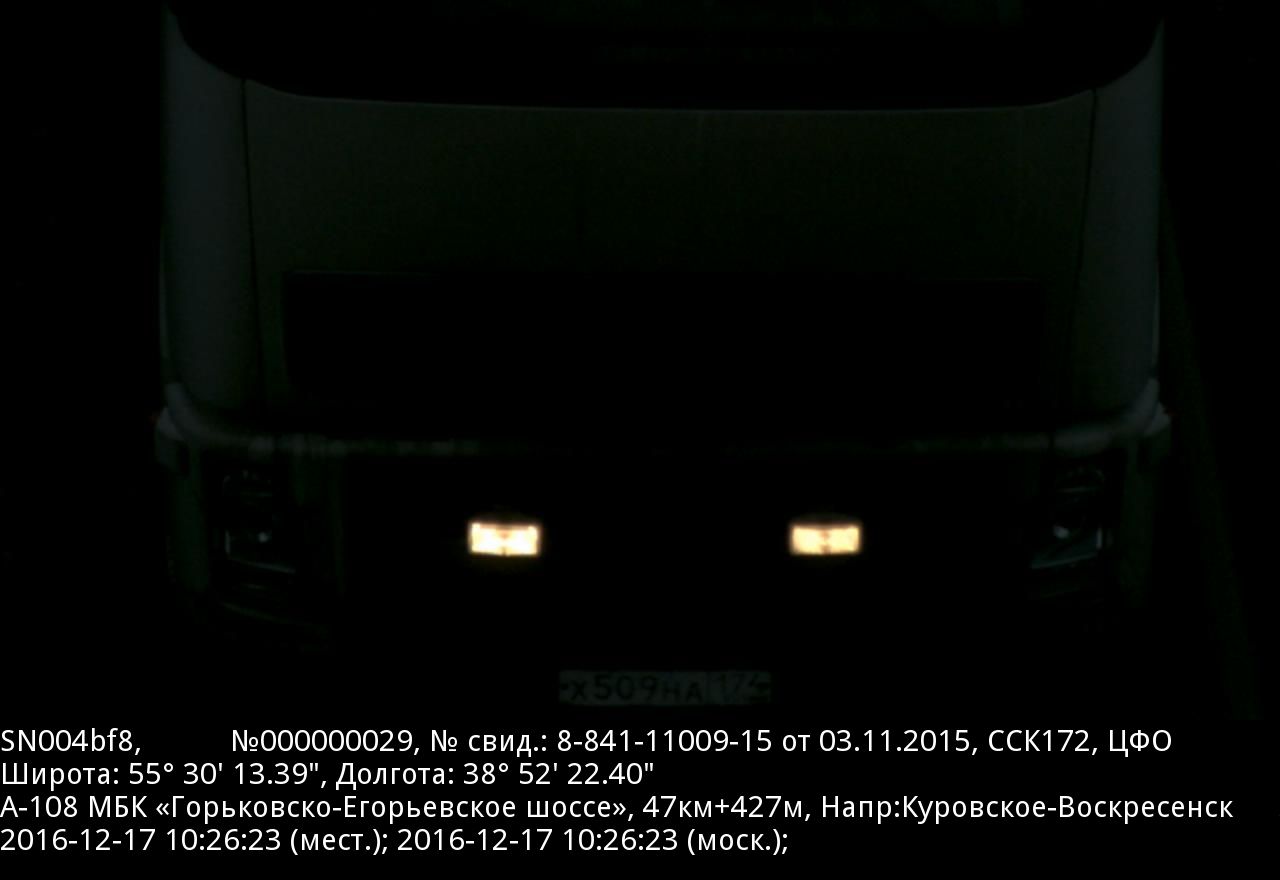 х509на 174
SN004bf8, №000000029, № свид.: 8-841-11009-15 от 03.11.2015, ССК172, ЦФО
Широта: 55° 30' 13.39", Долгота: 38° 52' 22.40"
А-108 МБК «Горьковско-Егорьевское шоссе», 47км+427м, Напр:Куровское-Воскресенск
2016-12-17 10:26:23 (мест.); 2016-12-17 10:26:23 (моск.);